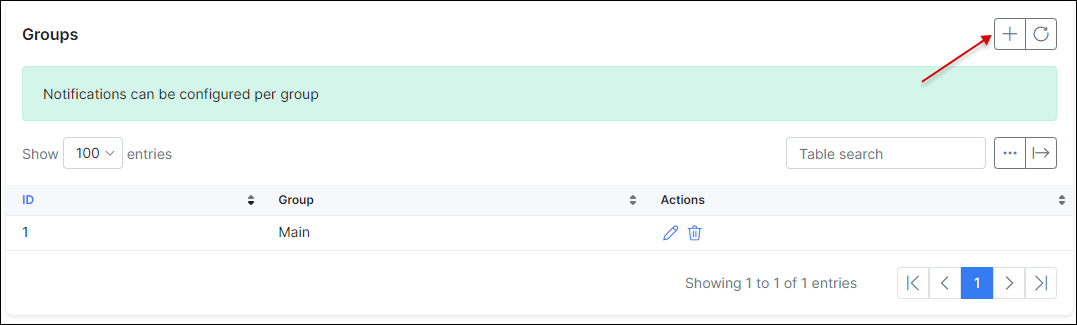 Groups
Notifications can be configured per group
Show 100 entries
Table search
ID Group Actions
1 Main
Showing 1 to 1 of 1 entries 1